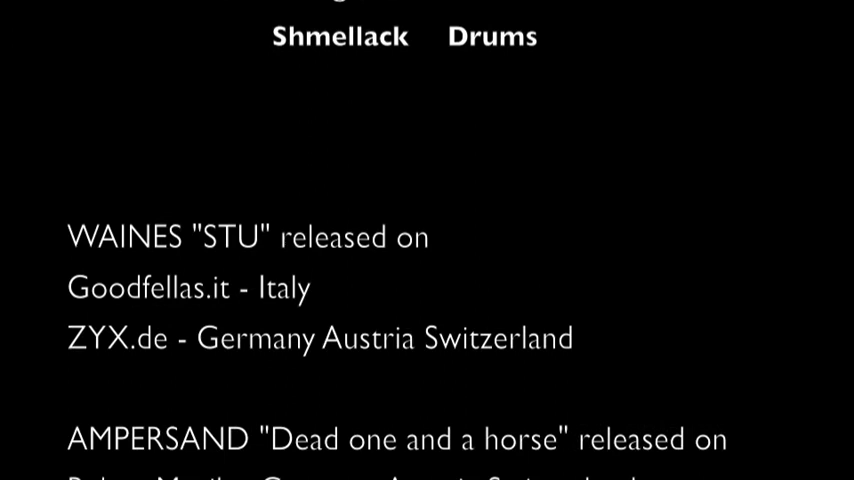 Shmellack Drums
WAINES "STU" released on
Goodfellas.it - Italy
ZYX.de - Germany Austria Switzerland
AMPERSAND "Dead one and a horse" released on